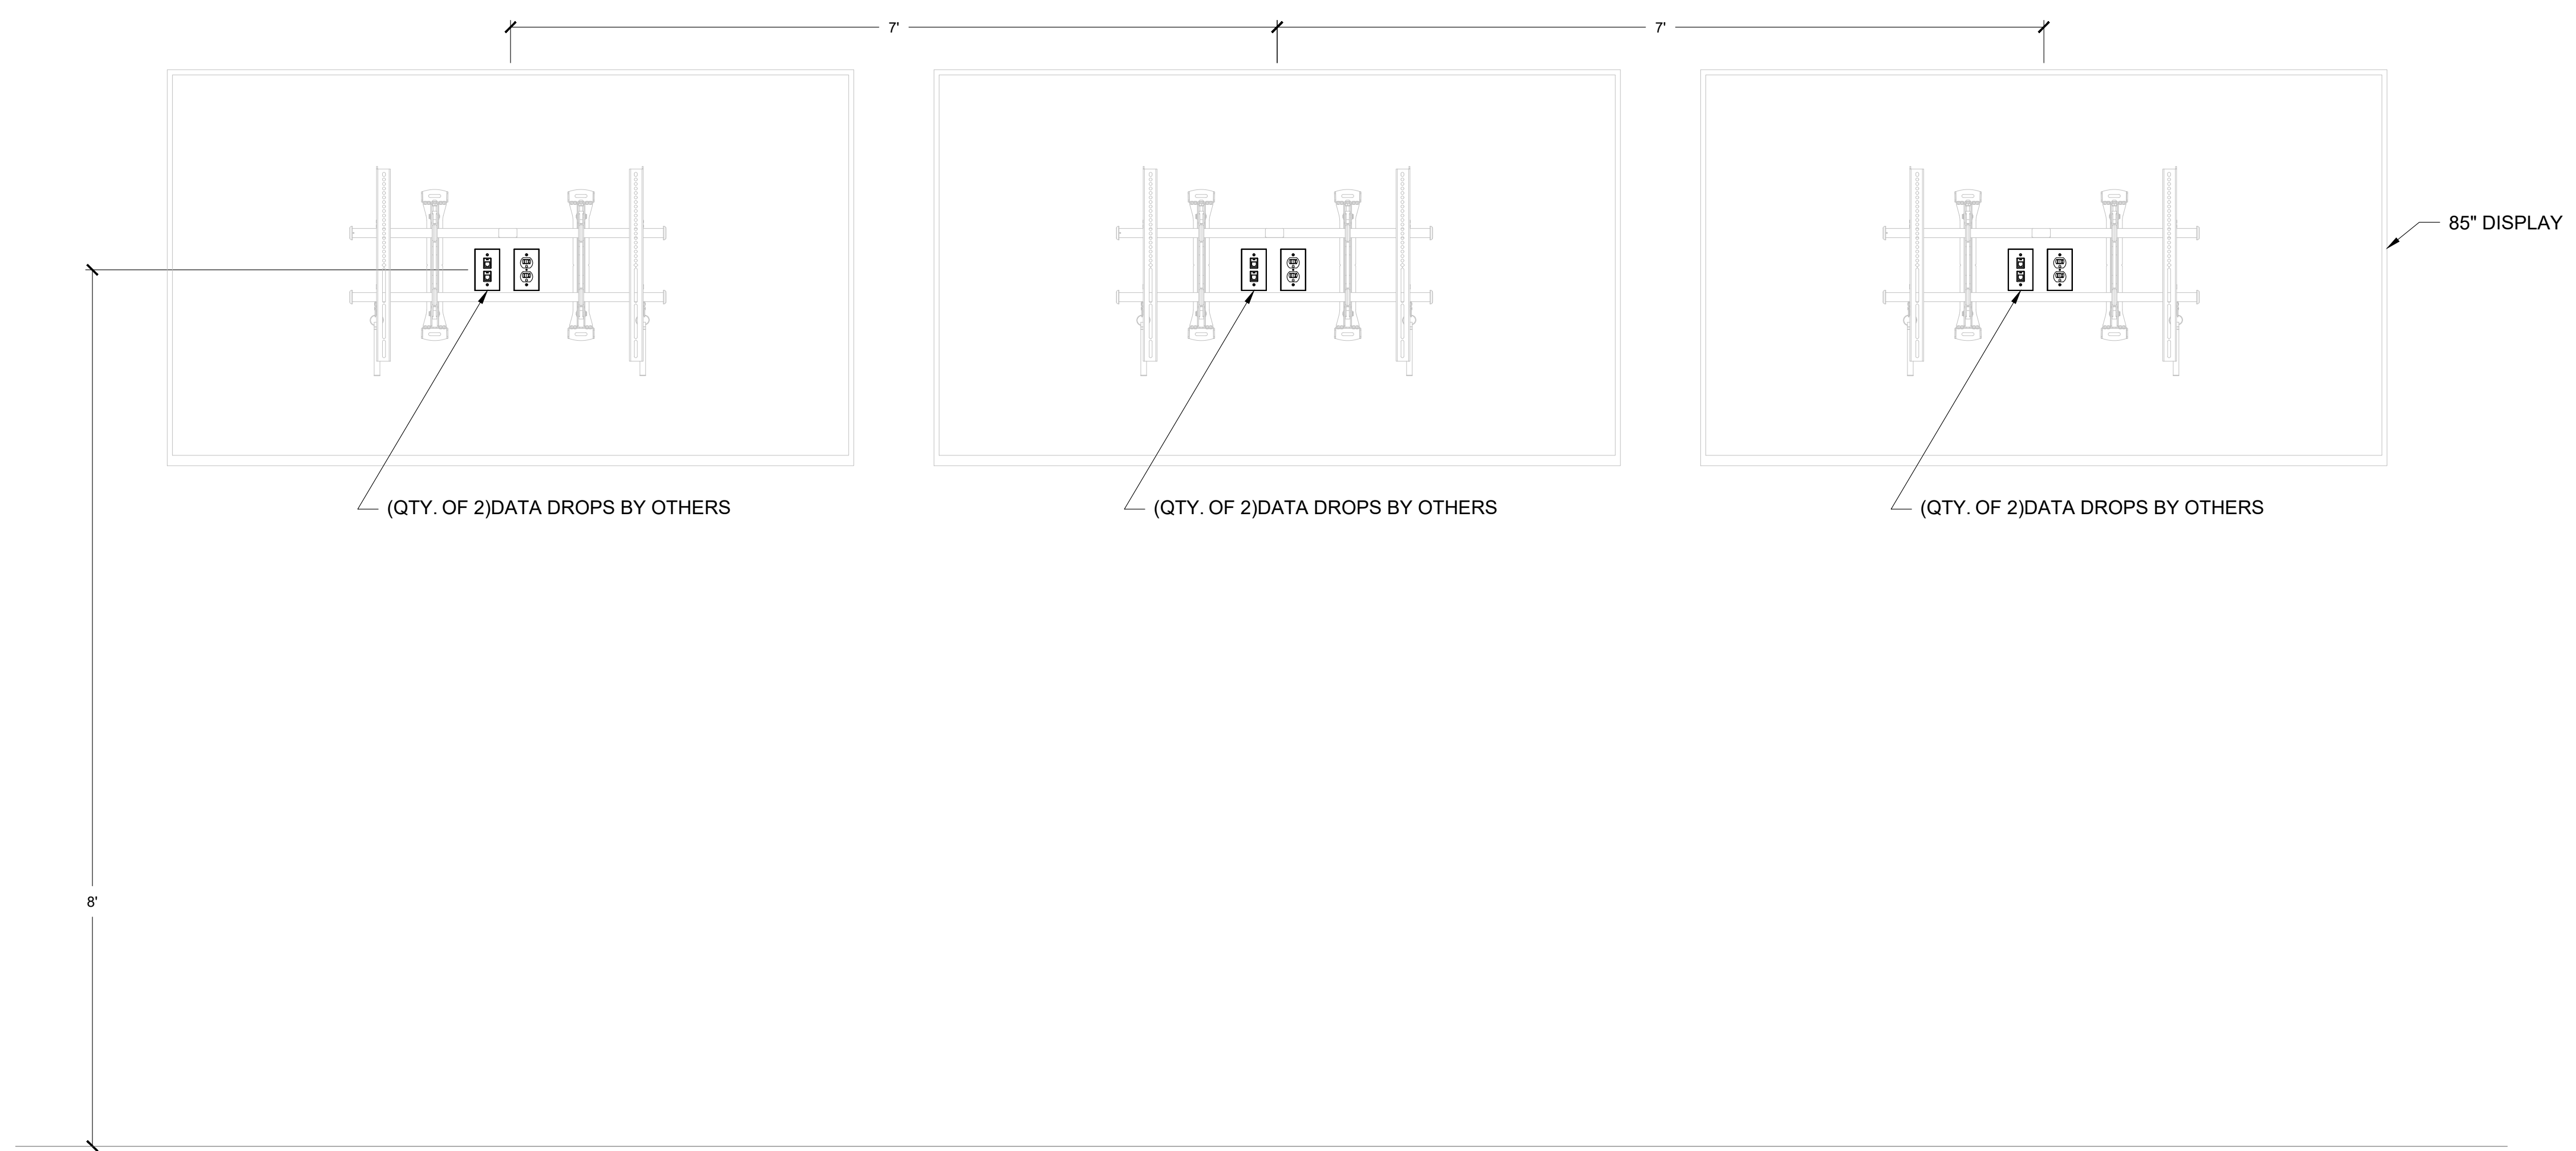 7'
7'
85" DISPLAY
(QTY. OF 2)DATA DROPS BY OTHERS
(QTY. OF 2)DATA DROPS BY OTHERS
(QTY. OF 2)DATA DROPS BY OTHERS
8'